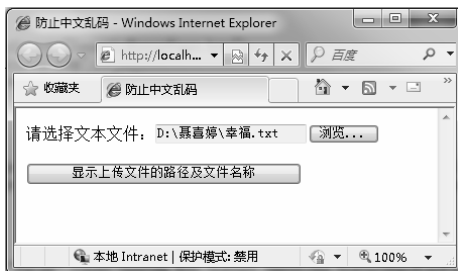 防止中文乱码 - Windows Internet Explorer
http://localh... 百度
收藏夹 防止中文乱码 »
请选择文本文件： D:\聂喜婷\幸福.txt 浏览...
显示上传文件的路径及文件名称
本地 Intranet | 保护模式: 禁用 100%